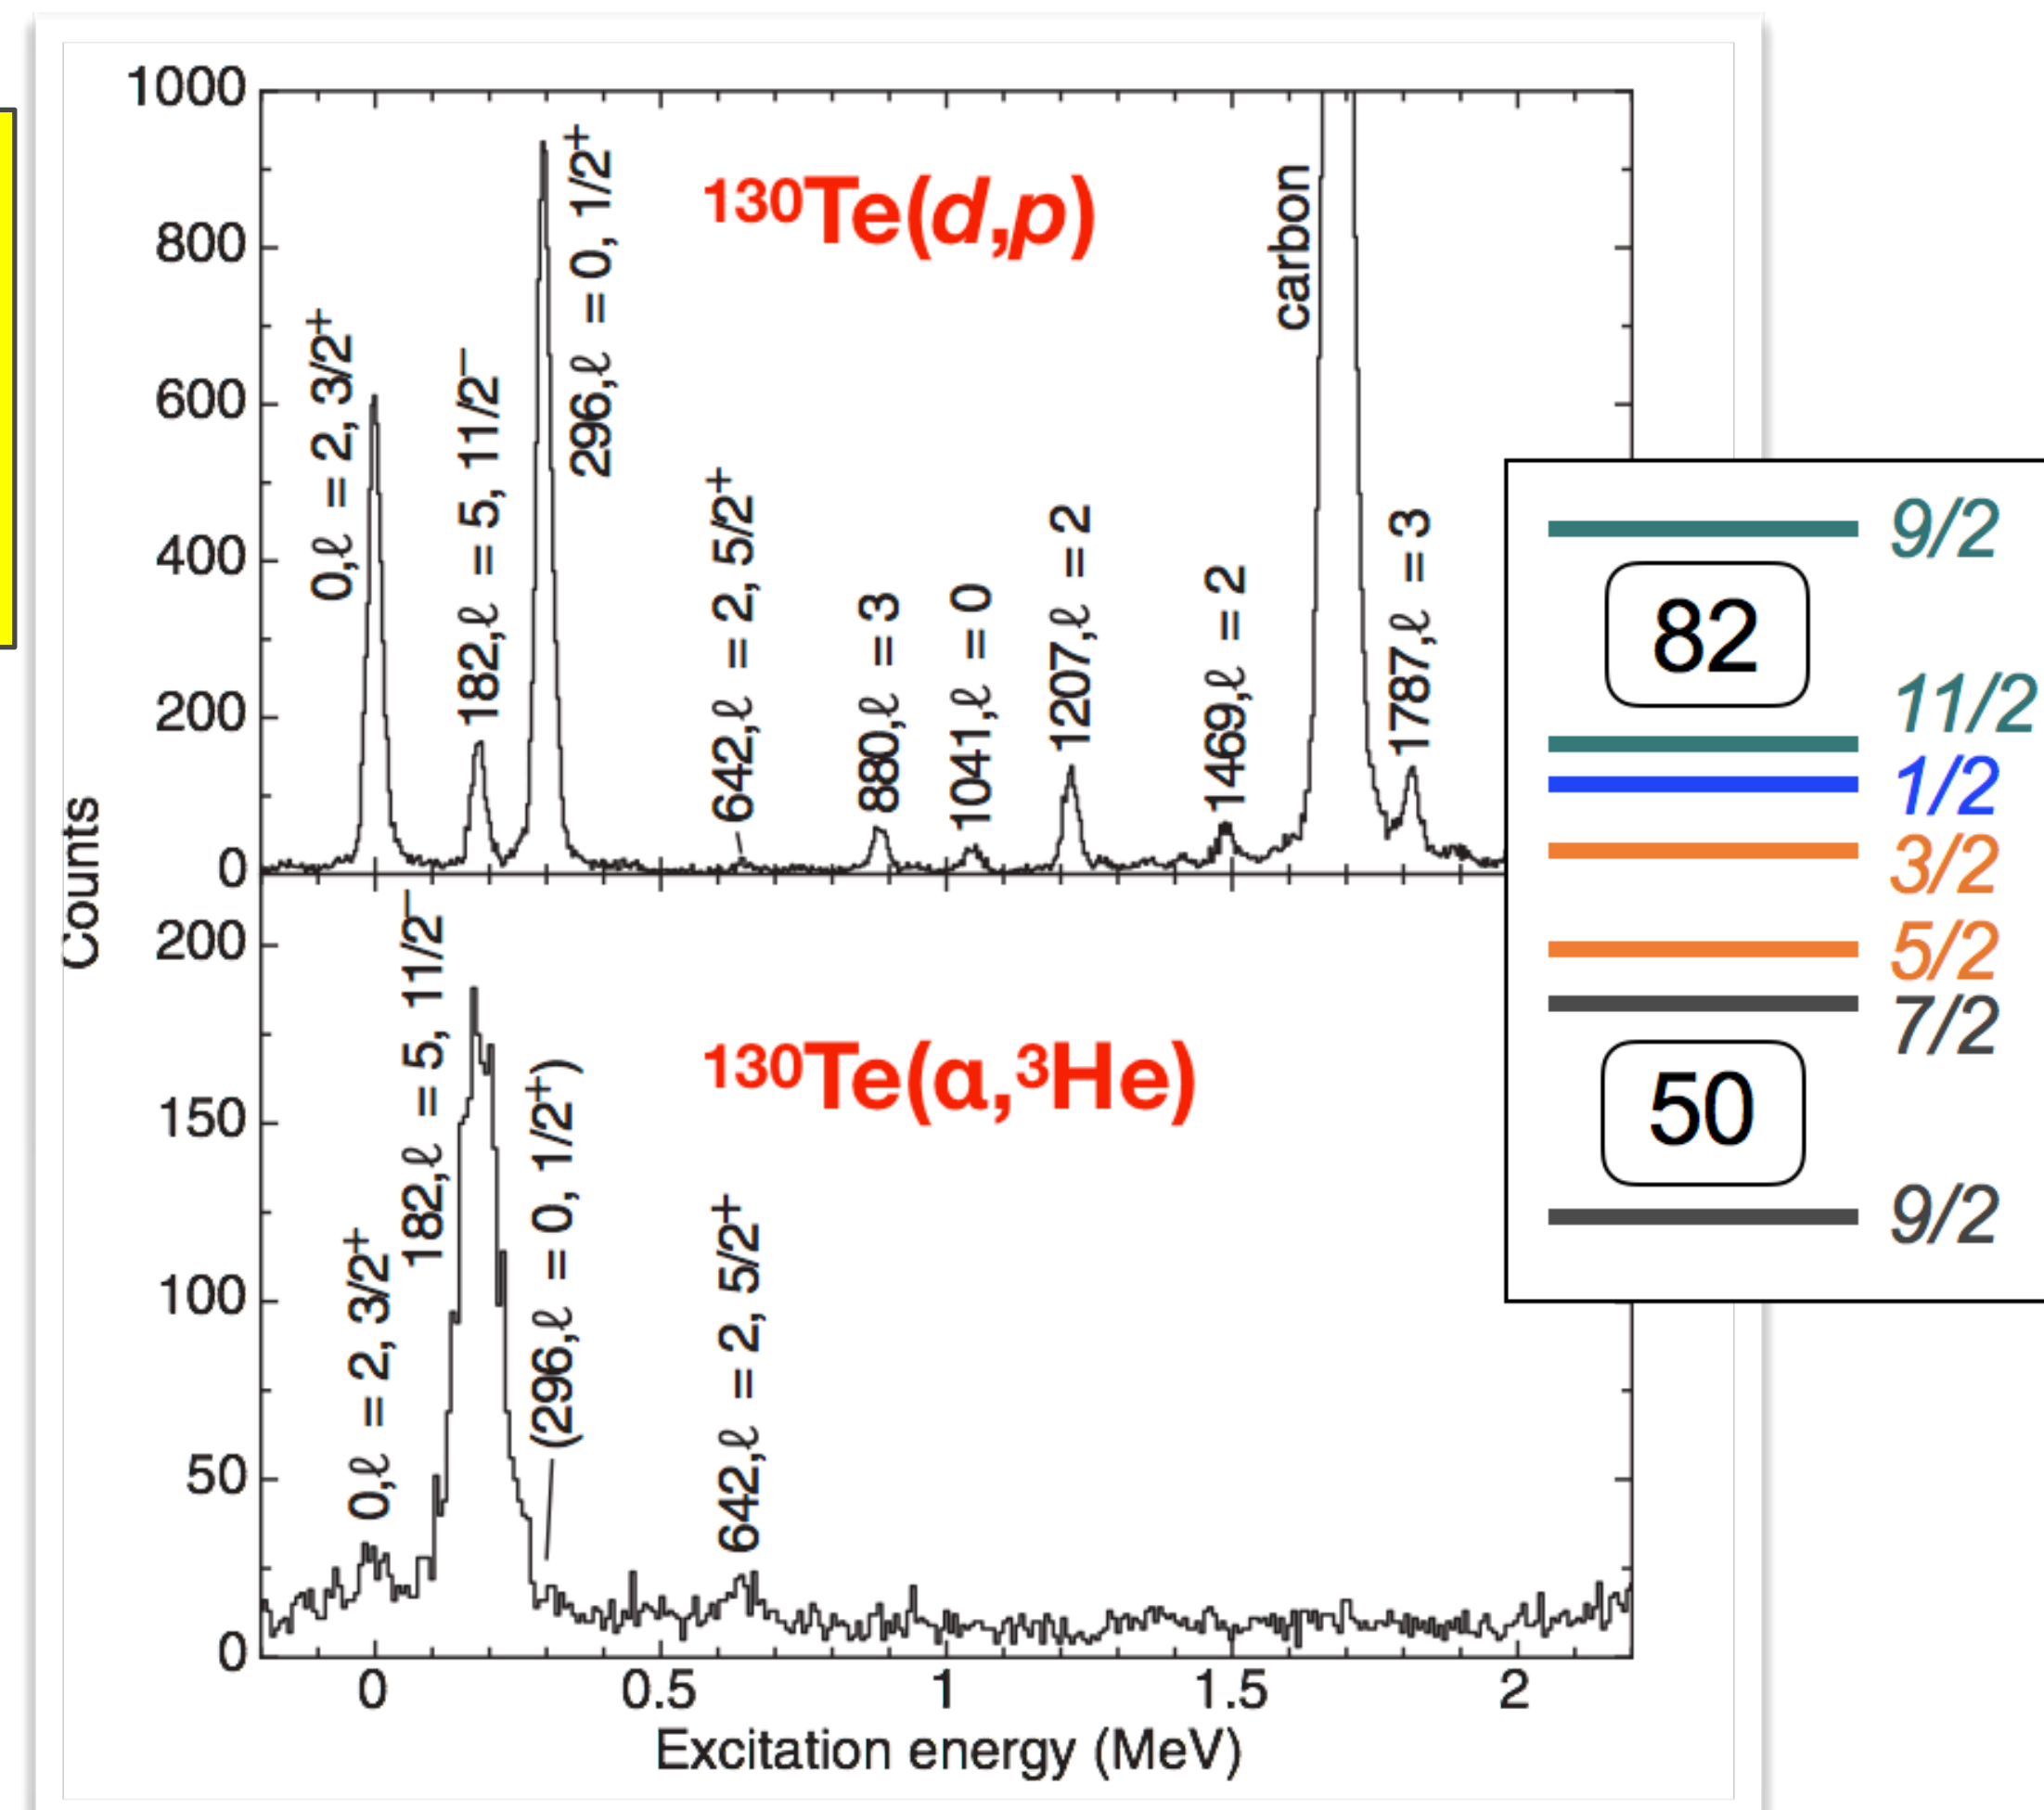 1000
800
600
400
200
0
Counts
0,ℓ = 2, 3/2⁺
182,ℓ = 5, 11/2⁻
296,ℓ = 0, 1/2⁺
¹³⁰Te(d,p)
642,ℓ = 2, 5/2⁺
880,ℓ = 3
1041,ℓ = 0
1207,ℓ = 2
1469,ℓ = 2
carbon
1787,ℓ = 3
200
150
100
50
0
0,ℓ = 2, 3/2⁺
182,ℓ = 5, 11/2⁻
(296,ℓ = 0, 1/2⁺)
642,ℓ = 2, 5/2⁺
¹³⁰Te(α,³He)
0
0.5
1
1.5
2
Excitation energy (MeV)
9/2
82
11/2
1/2
3/2
5/2
7/2
50
9/2